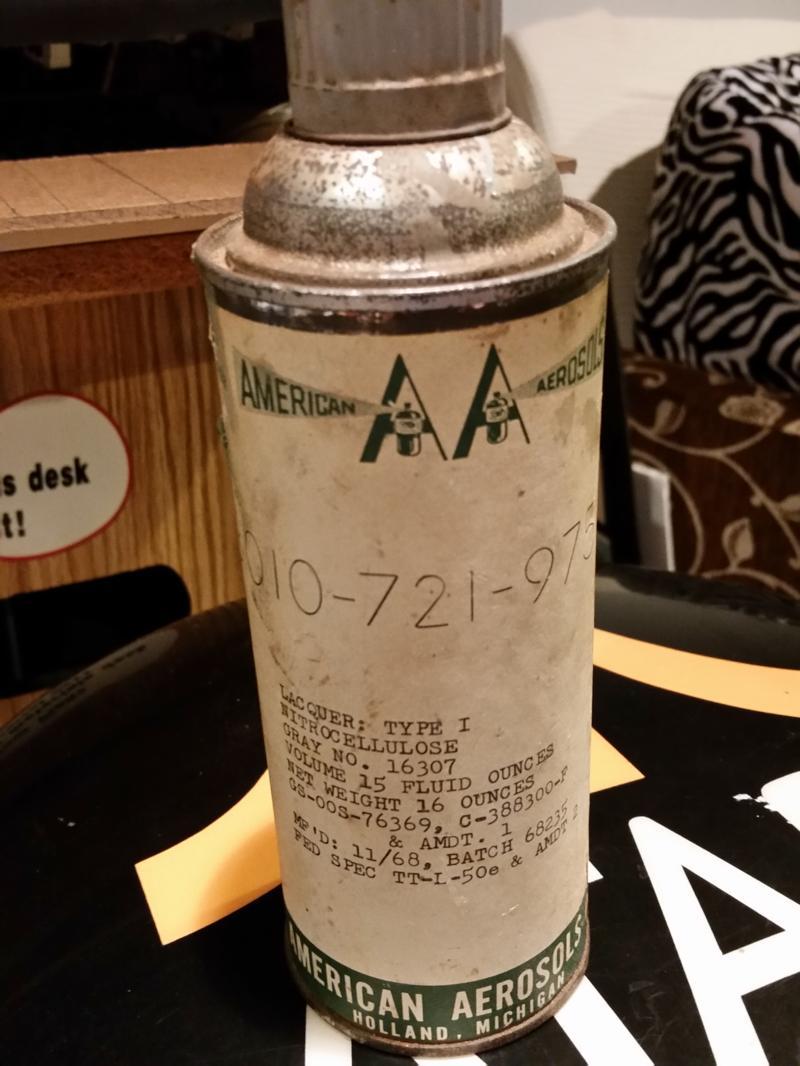 AMERICAN AA AEROSOLS
010-721-975
LACQUER: TYPE I
NITROCELLULOSE
GRAY NO. 16307
VOLUME 15 FLUID OUNCES
NET WEIGHT 16 OUNCES
GS-00S-76369, C-388300-P
& AMDT. 1
MF'D: 11/68, BATCH 68235
FED SPEC TT-L-50e & AMDT 2
AMERICAN AEROSOLS
HOLLAND, MICHIGAN
s desk
t!